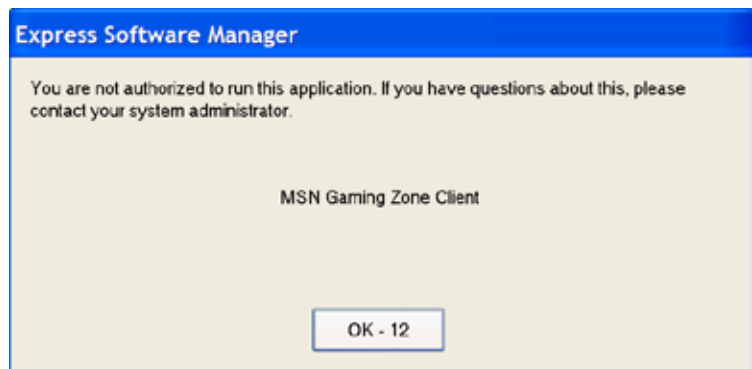 Express Software Manager
You are not authorized to run this application. If you have questions about this, please
contact your system administrator.
MSN Gaming Zone Client
OK - 12